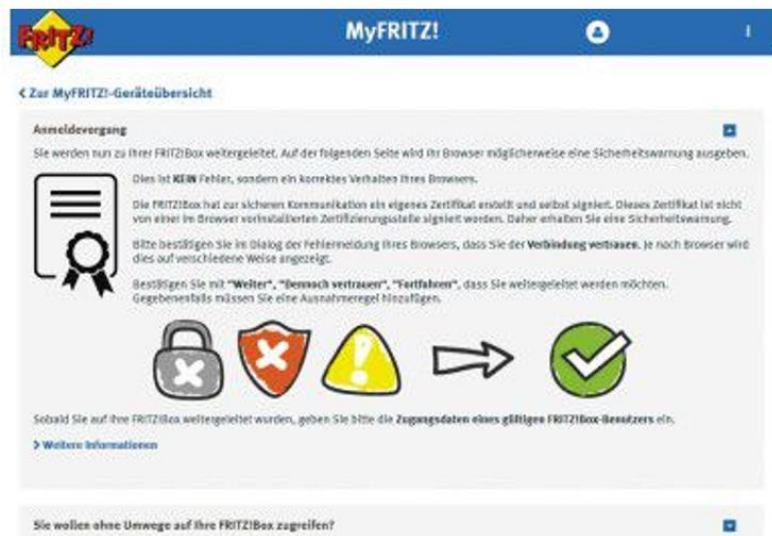 FRITZ!
MyFRITZ!
Zur MyFRITZ!-Geräteübersicht
Anmeldevorgang
Sie werden nun zu Ihrer FRITZ!Box weitergeleitet. Auf der folgenden Seite wird Ihr Browser möglicherweise eine Sicherheitswarnung ausgeben.
Dies ist KEIN Fehler, sondern ein korrektes Verhalten Ihres Browsers.
Die FRITZ!Box hat zur sicheren Kommunikation ein eigenes Zertifikat erstellt und selbst signiert. Dieses Zertifikat ist nicht
von einer im Browser vorinstallierten Zertifizierungsstelle signiert worden. Daher erhalten Sie eine Sicherheitswarnung.
Bitte bestätigen Sie im Dialog der Fehlermeldung Ihres Browsers, dass Sie der Verbindung vertrauen. Je nach Browser wird
dies auf verschiedene Weise angezeigt.
Bestätigen Sie mit "Weiter", "Dennoch vertrauen", "Fortfahren", dass Sie weitergeleitet werden möchten.
Gegebenenfalls müssen Sie eine Ausnahmeregel hinzufügen.
Sobald Sie auf Ihre FRITZ!Box weitergeleitet wurden, geben Sie bitte die Zugangsdaten eines gültigen FRITZ!Box-Benutzers ein.
Weitere Informationen
Sie wollen ohne Umwege auf Ihre FRITZ!Box zugreifen?